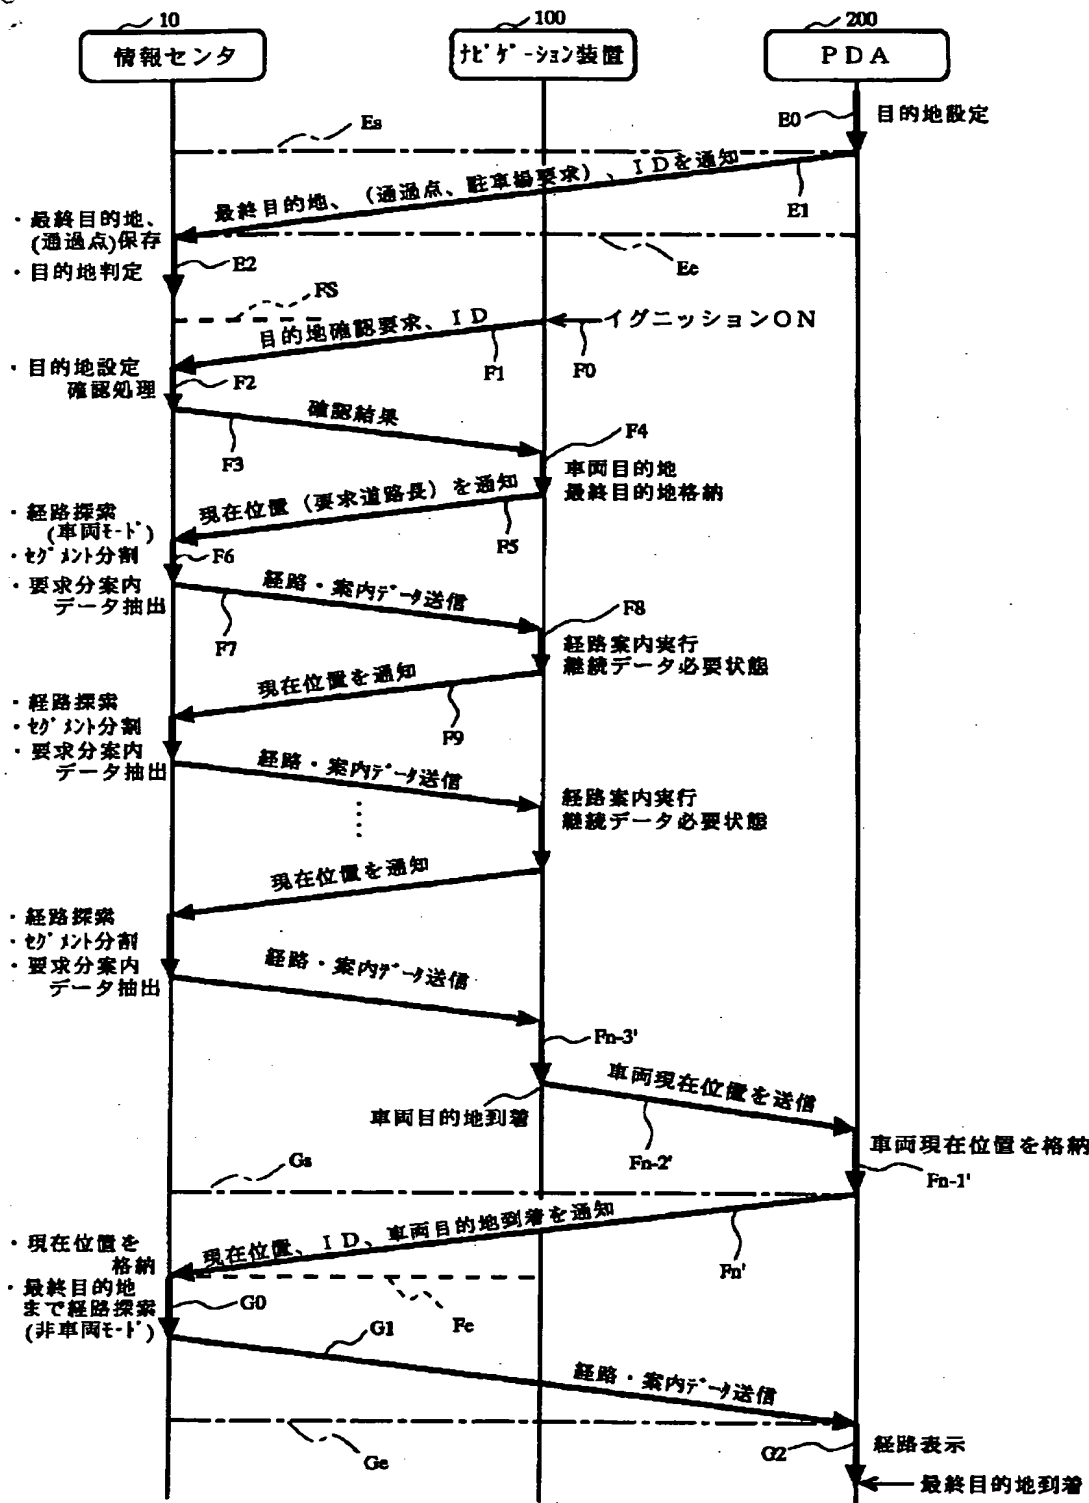 10
100
200
情報センタ
ナビゲーション装置
PDA
E0
目的地設定
Es
最終目的地、(通過点、駐車場要求)、IDを通知
E1
・最終目的地、
(通過点)保存
・目的地判定
E2
Ee
FS
目的地確認要求、ID
イグニッションON
F1
F0
・目的地設定
確認処理
F2
確認結果
F3
F4
車両目的地
最終目的地格納
現在位置(要求道路長)を通知
F5
・経路探索
(車両モード)
・セグメント分割
F6
・要求分案内
データ抽出
経路・案内データ送信
F7
F8
経路案内実行
継続データ必要状態
現在位置を通知
F9
・経路探索
・セグメント分割
・要求分案内
データ抽出
経路・案内データ送信
経路案内実行
継続データ必要状態
現在位置を通知
・経路探索
・セグメント分割
・要求分案内
データ抽出
経路・案内データ送信
Fn-3'
車両目的地到着
車両現在位置を送信
Fn-2'
車両現在位置を格納
Fn-1'
Gs
現在位置、ID、車両目的地到着を通知
Fn'
・現在位置を
格納
・最終目的地
まで経路探索
(非車両モード)
G0
Fe
G1
経路・案内データ送信
Ge
G2
経路表示
最終目的地到着